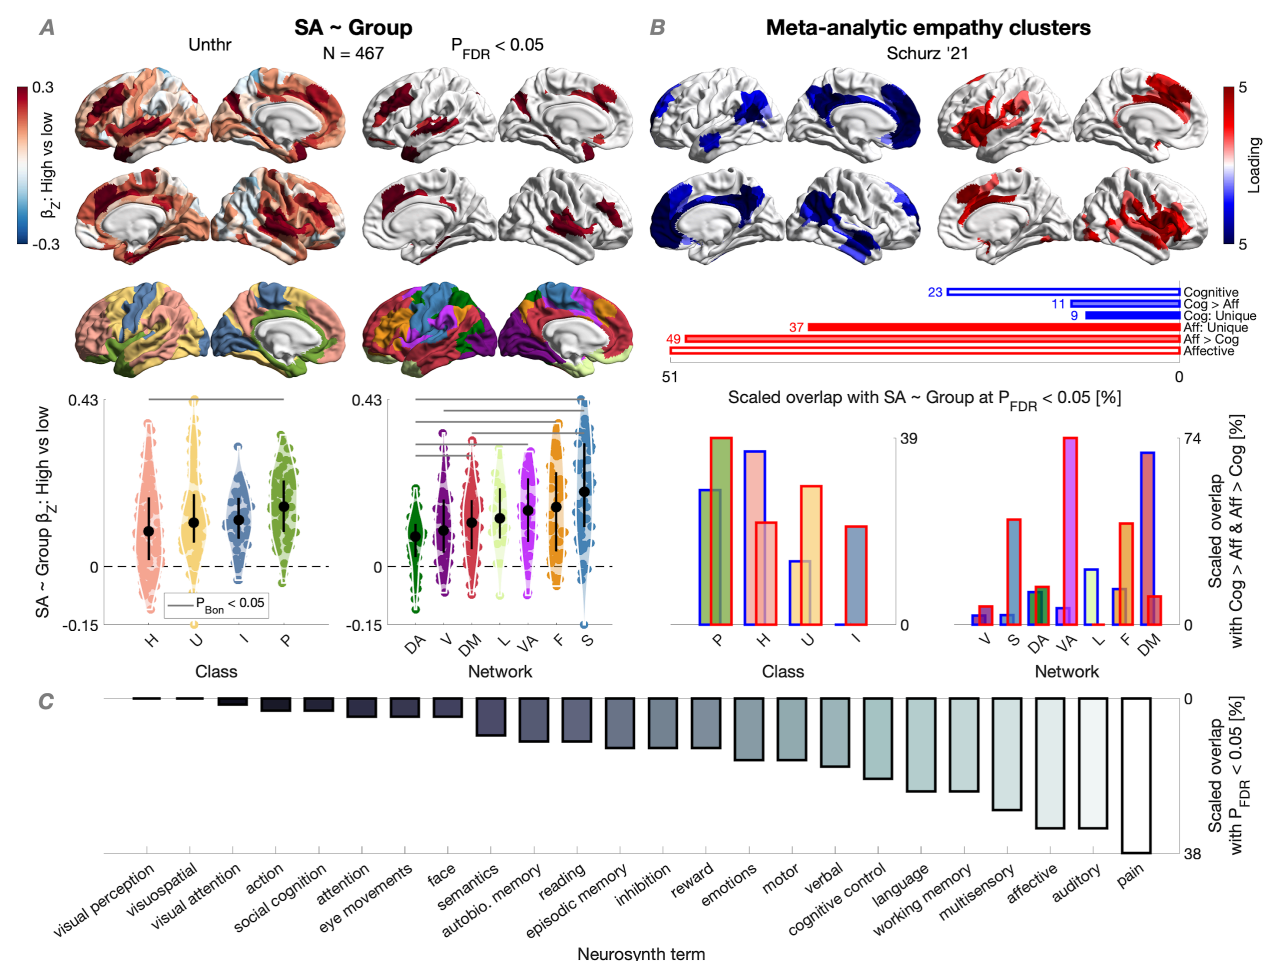 A
SA ~ Group
Unthr
N = 467
PFDR < 0.05
0.3
-0.3
βZ: High vs low
B
Meta-analytic empathy clusters
Schurz '21
5
5
Loading
23
Cognitive
11
Cog > Aff
9
Cog: Unique
37
Aff: Unique
49
Aff > Cog
Affective
51
0
Scaled overlap with SA ~ Group at PFDR < 0.05 [%]
SA ~ Group βZ: High vs low
0.43
0
-0.15
PBon < 0.05
H
U
I
P
Class
0.43
0
-0.15
DA
V
DM
L
VA
F
S
Network
39
0
P
H
U
I
Class
74
0
V
S
DA
VA
L
F
DM
Network
Scaled overlap
with Cog > Aff & Aff > Cog [%]
C
0
38
Scaled overlap
with PFDR < 0.05 [%]
visual perception
visuospatial
visual attention
action
social cognition
attention
eye movements
face
semantics
autobio. memory
reading
episodic memory
inhibition
reward
emotions
motor
verbal
cognitive control
language
working memory
multisensory
affective
auditory
pain
Neurosynth term